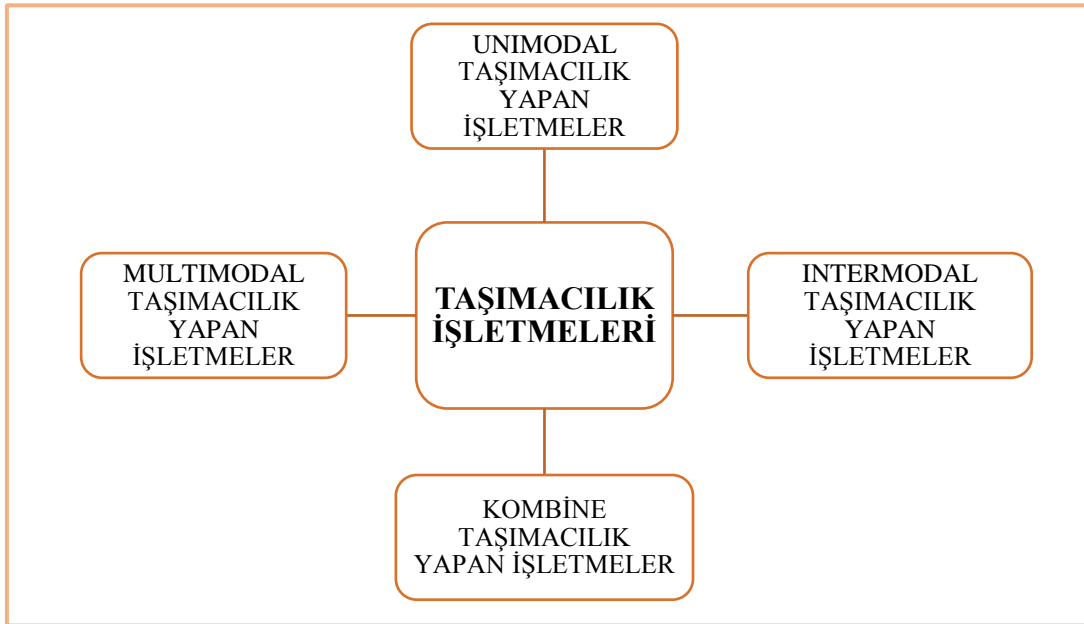 UNIMODAL
TAŞIMACILIK
YAPAN
İŞLETMELER
MULTIMODAL
TAŞIMACILIK
YAPAN
İŞLETMELER
TAŞIMACILIK
İŞLETMELERİ
INTERMODAL
TAŞIMACILIK
YAPAN
İŞLETMELER
KOMBİNE
TAŞIMACILIK
YAPAN İŞLETMELER